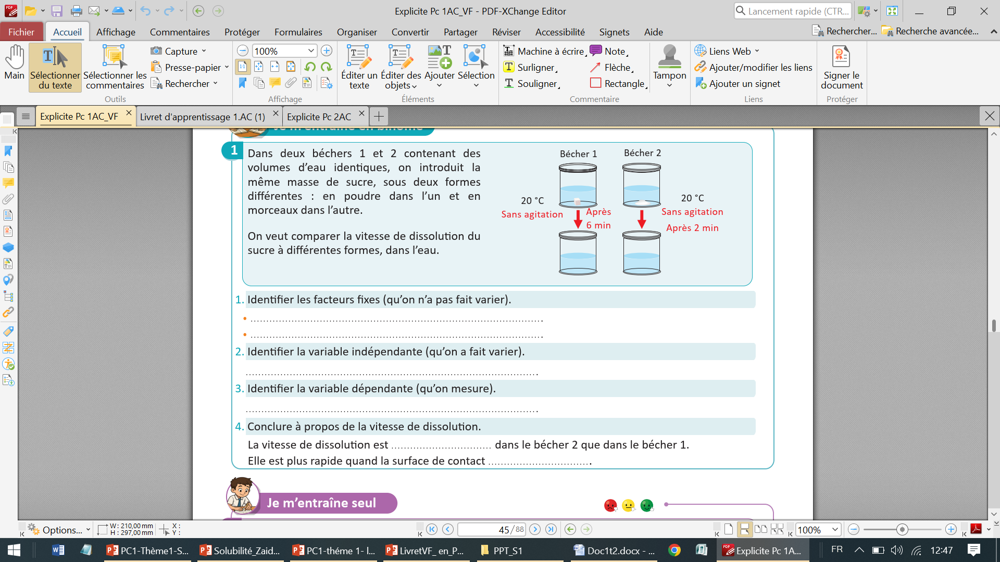 Explicite Pc 1AC_VF - PDF-XChange Editor
Lancement rapide (CTR...
Fichier
Accueil
Affichage
Commentaires
Protéger
Formulaires
Organiser
Convertir
Partager
Réviser
Accessibilité
Signets
Aide
Rechercher...
Recherche avancée...
Main
Sélectionner du texte
Sélectionner les commentaires
Capture
Presse-papier
Rechercher
Outils
100%
Affichage
Éditer un texte
Éditer des objets
Ajouter
Sélection
Éléments
Machine à écrire
Surligner
Souligner
Note
Flèche
Rectangle
Tampon
Commentaire
Liens Web
Ajouter/modifier les liens
Ajouter un signet
Liens
Signer le document
Protéger
Explicite Pc 1AC_VF
Livret d'apprentissage 1.AC (1)
Explicite Pc 2AC
Je m'entraîne en binôme
1
Dans deux béchers 1 et 2 contenant des
volumes d'eau identiques, on introduit la
même masse de sucre, sous deux formes
différentes : en poudre dans l'un et en
morceaux dans l'autre.
On veut comparer la vitesse de dissolution du
sucre à différentes formes, dans l'eau.
Bécher 1
Bécher 2
20 °C
Sans agitation
Après
6 min
20 °C
Sans agitation
Après 2 min
1. Identifier les facteurs fixes (qu'on n'a pas fait varier).
2. Identifier la variable indépendante (qu'on a fait varier).
3. Identifier la variable dépendante (qu'on mesure).
4. Conclure à propos de la vitesse de dissolution.
La vitesse de dissolution est ................................ dans le bécher 2 que dans le bécher 1.
Elle est plus rapide quand la surface de contact .................................
Je m'entraîne seul
Options...
W: 210,00 mm
H: 297,00 mm
X :
Y :
45 / 88
100%
PC1-Thème1-S...
Solubilité_Zaid...
PC1-théme 1- l...
LivretVF_ en_P...
PPT_S1
Doc1t2.docx - ...
Explicite Pc 1A...
FR
12:47